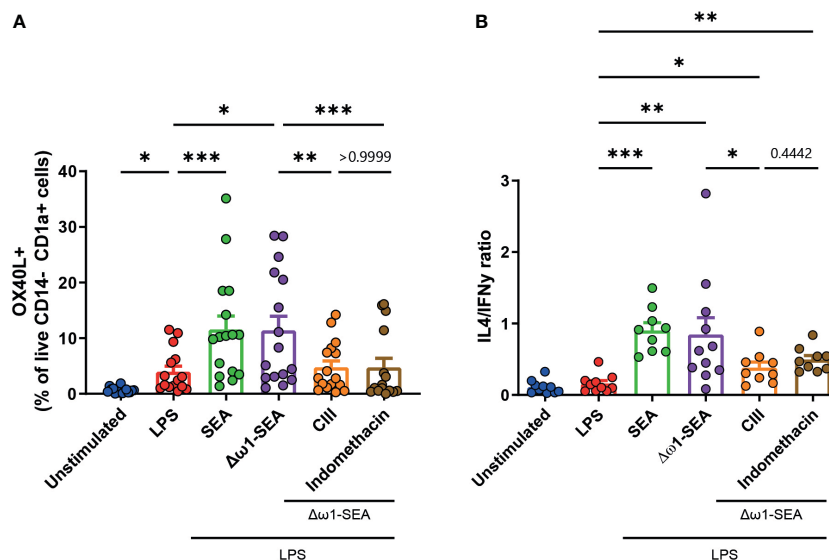 A
B
**
*
**
* ***
* *** ** >0.9999
*** * 0.4442
OX40L+
(% of live CD14- CD1a+ cells)
40
30
20
10
0
Unstimulated
LPS
SEA
Δω1-SEA
CIII
Indomethacin
Δω1-SEA
LPS
IL4/IFNy ratio
3
2
1
0
Unstimulated
LPS
SEA
Δω1-SEA
CIII
Indomethacin
Δω1-SEA
LPS